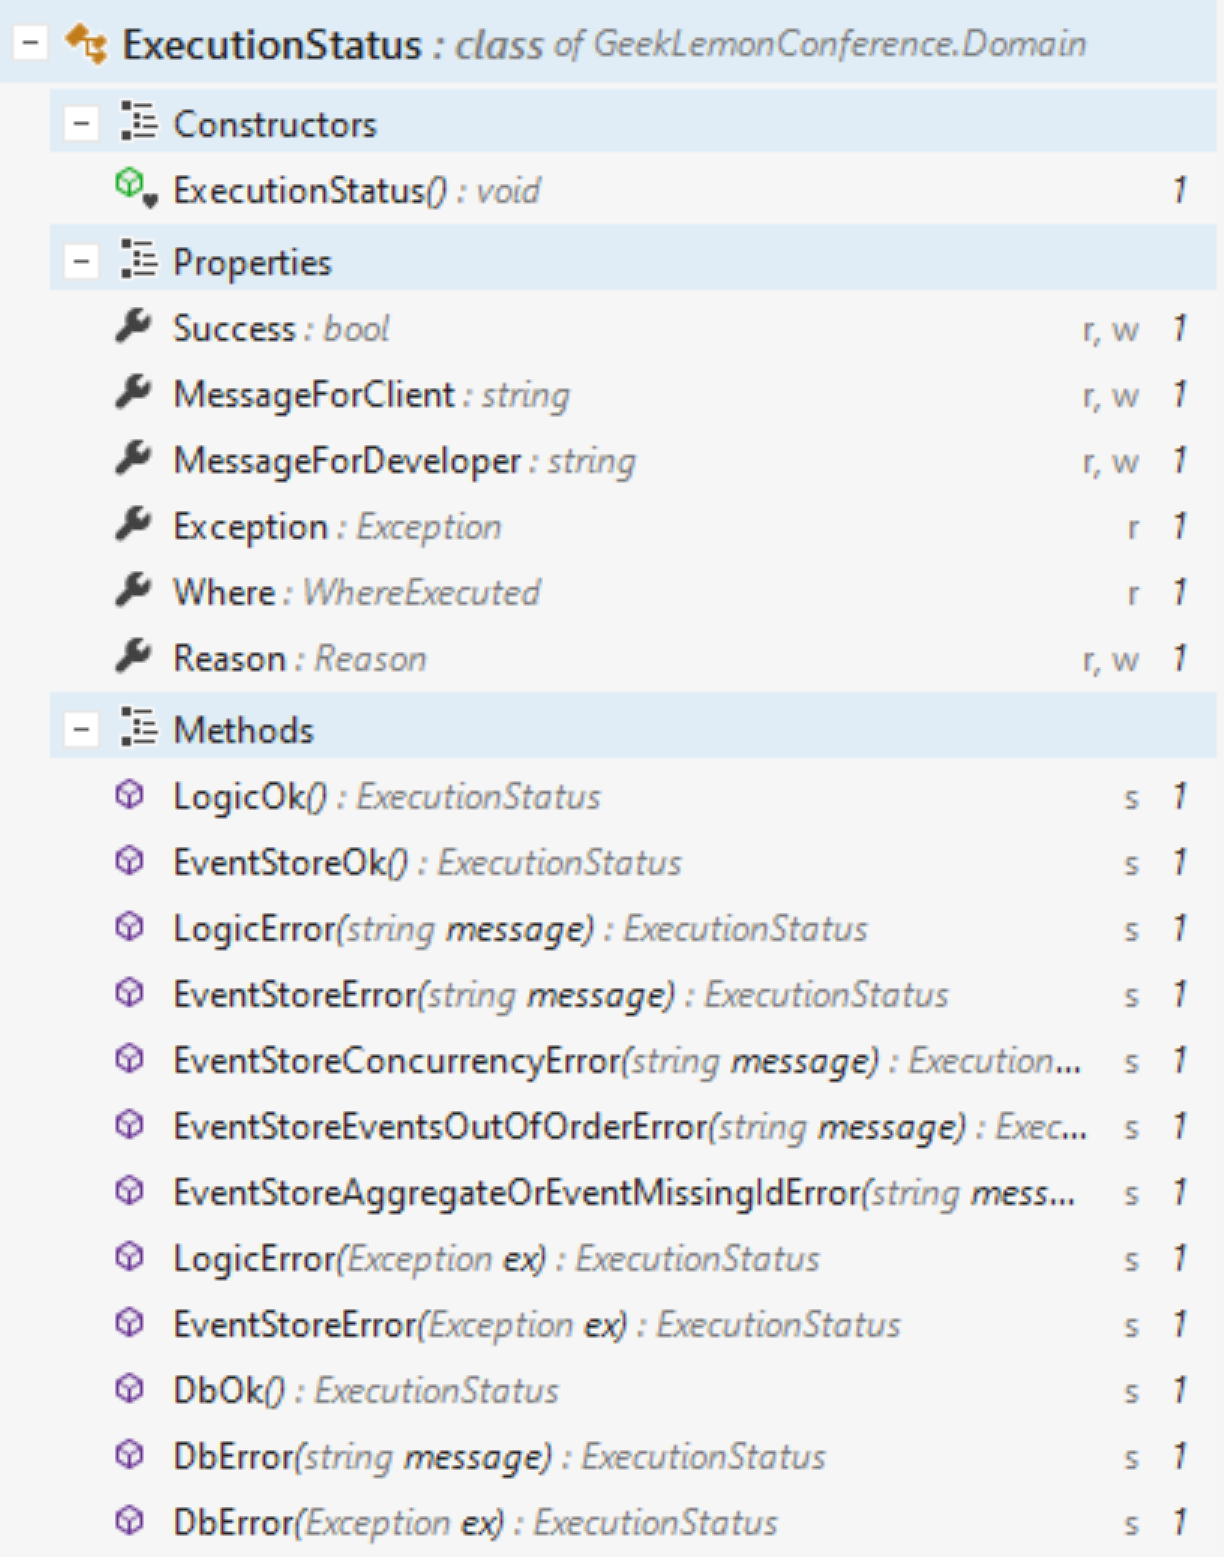 ExecutionStatus : class of GeekLemonConference.Domain
Constructors
ExecutionStatus() : void 1
Properties
Success : bool r, w 1
MessageForClient : string r, w 1
MessageForDeveloper : string r, w 1
Exception : Exception r 1
Where : WhereExecuted r 1
Reason : Reason r, w 1
Methods
LogicOk() : ExecutionStatus s 1
EventStoreOk() : ExecutionStatus s 1
LogicError(string message) : ExecutionStatus s 1
EventStoreError(string message) : ExecutionStatus s 1
EventStoreConcurrencyError(string message) : Execution... s 1
EventStoreEventsOutOfOrderError(string message) : Exec... s 1
EventStoreAggregateOrEventMissingIdError(string mess... s 1
LogicError(Exception ex) : ExecutionStatus s 1
EventStoreError(Exception ex) : ExecutionStatus s 1
DbOk() : ExecutionStatus s 1
DbError(string message) : ExecutionStatus s 1
DbError(Exception ex) : ExecutionStatus s 1